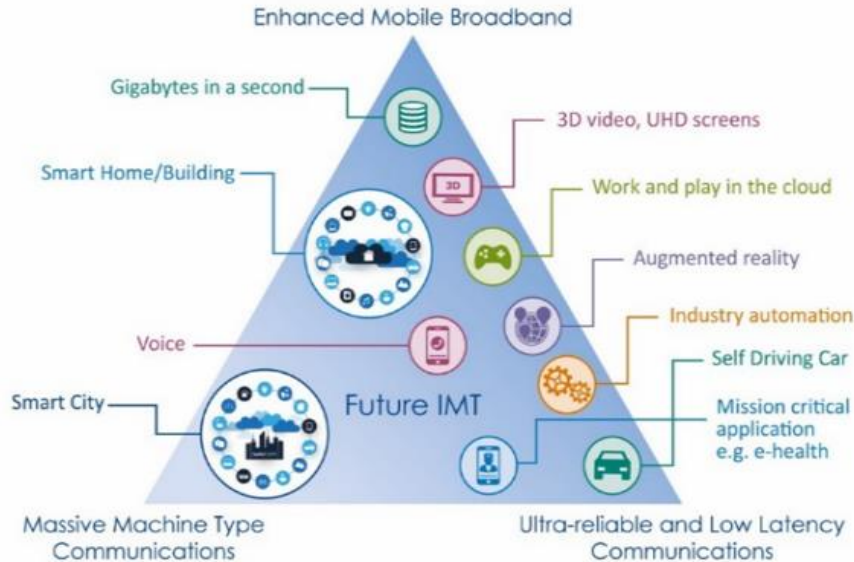 Enhanced Mobile Broadband
Gigabytes in a second
3D video, UHD screens
3D
Smart Home/Building
Work and play in the cloud
Augmented reality
Industry automation
Voice
Self Driving Car
Smart City
Future IMT
Mission critical
application
e.g. e-health
Massive Machine Type
Communications
Ultra-reliable and Low Latency
Communications